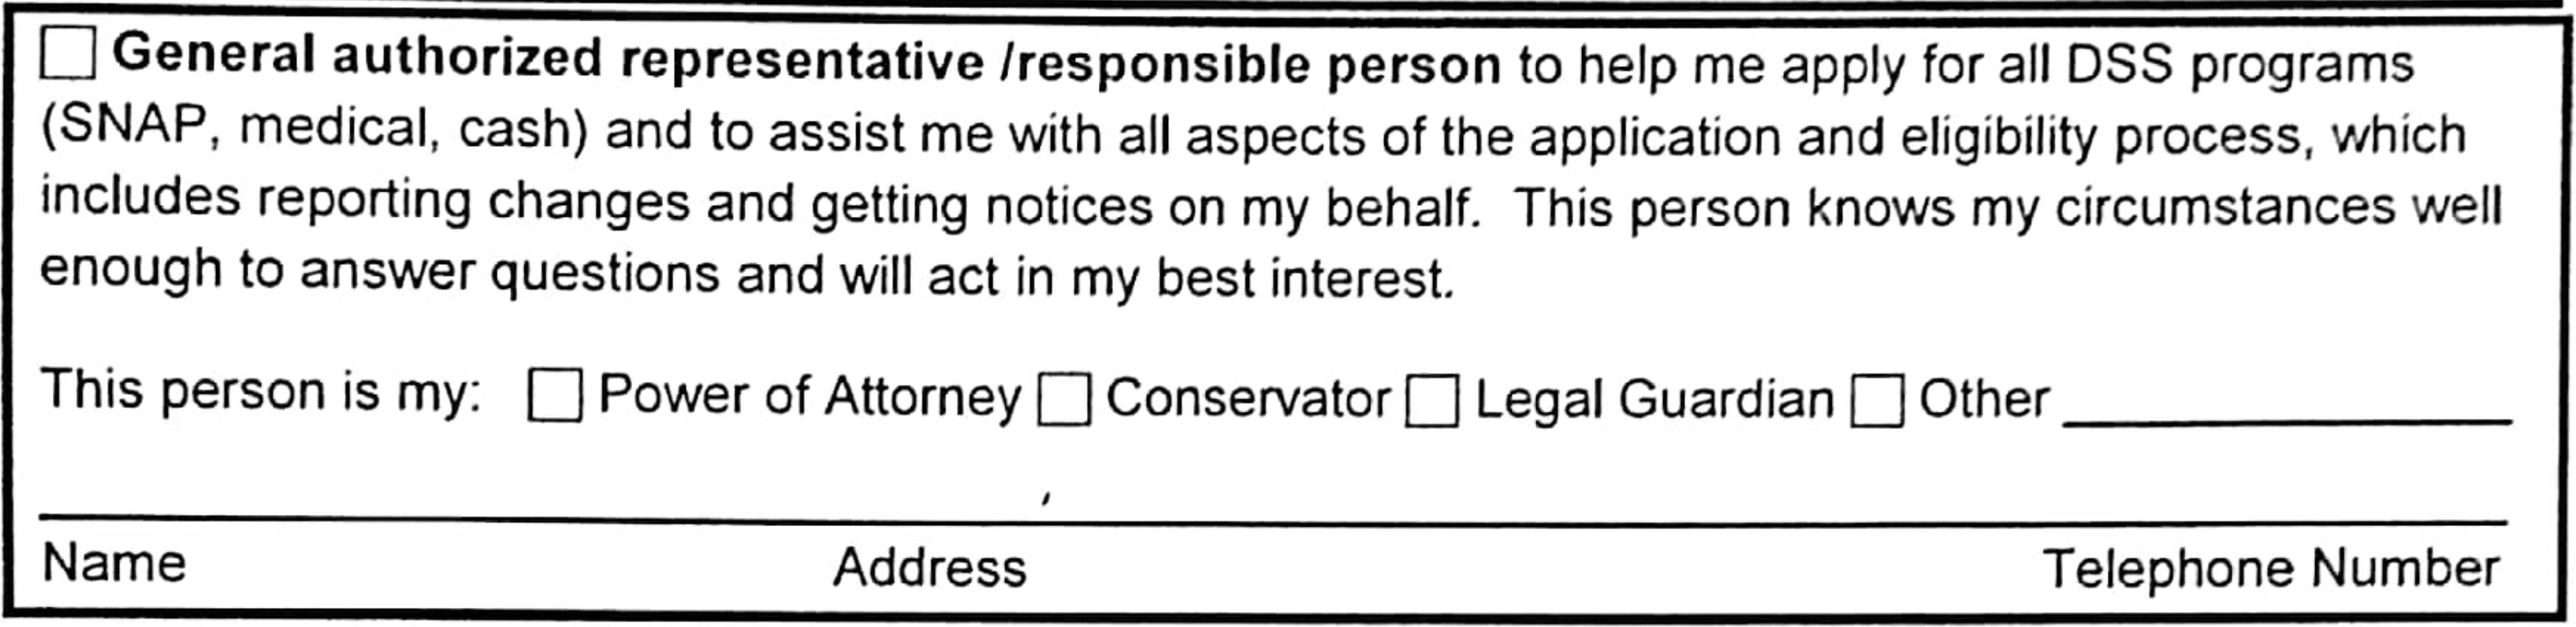 ☐ General authorized representative /responsible person to help me apply for all DSS programs
(SNAP, medical, cash) and to assist me with all aspects of the application and eligibility process, which
includes reporting changes and getting notices on my behalf. This person knows my circumstances well
enough to answer questions and will act in my best interest.
This person is my: ☐ Power of Attorney ☐ Conservator ☐ Legal Guardian ☐ Other ____________
Name Address Telephone Number